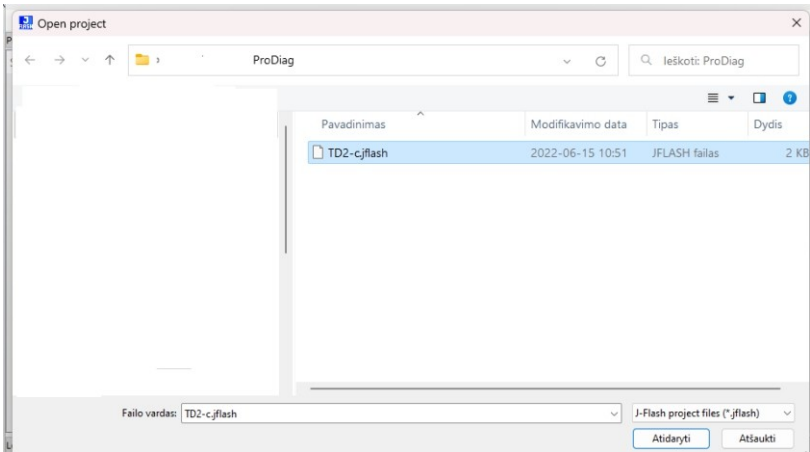 Open project
ProDiag
Ieškoti: ProDiag
Pavadinimas Modifikavimo data Tipas Dydis
TD2-c.jflash 2022-06-15 10:51 JFLASH failas 2 KB
Failo vardas: TD2-c.jflash J-Flash project files (*.jflash)
Atidaryti Atšaukti